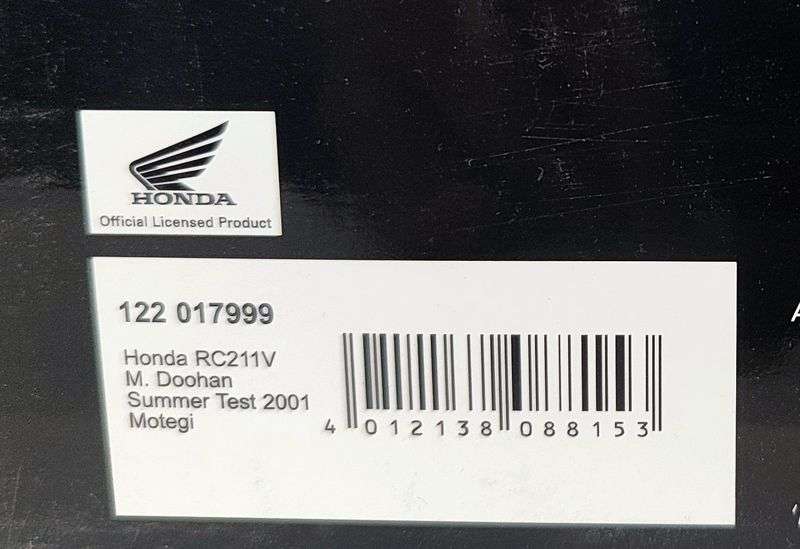 HONDA
Official Licensed Product
122 017999
Honda RC211V
M. Doohan
Summer Test 2001
Motegi
4 012138 088153